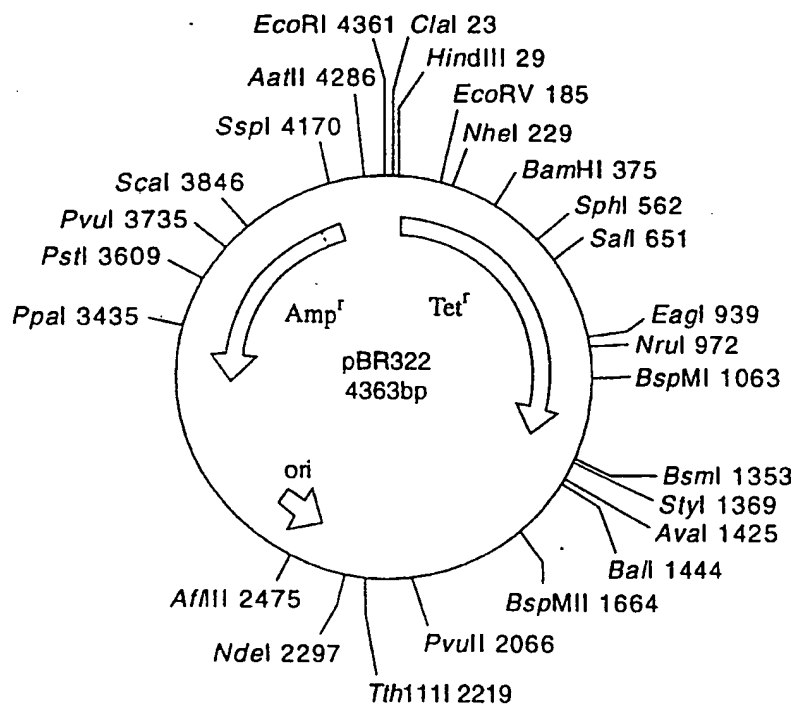 EcoRI 4361
ClaI 23
HindIII 29
AatII 4286
EcoRV 185
SspI 4170
NheI 229
BamHI 375
ScaI 3846
SphI 562
PvuI 3735
SalI 651
PstI 3609
PpaI 3435
Ampʳ
Tetʳ
EagI 939
NruI 972
pBR322
4363bp
BspMI 1063
ori
BsmI 1353
StyI 1369
AvaI 1425
BalI 1444
AflIII 2475
BspMII 1664
NdeI 2297
PvuII 2066
Tth111I 2219